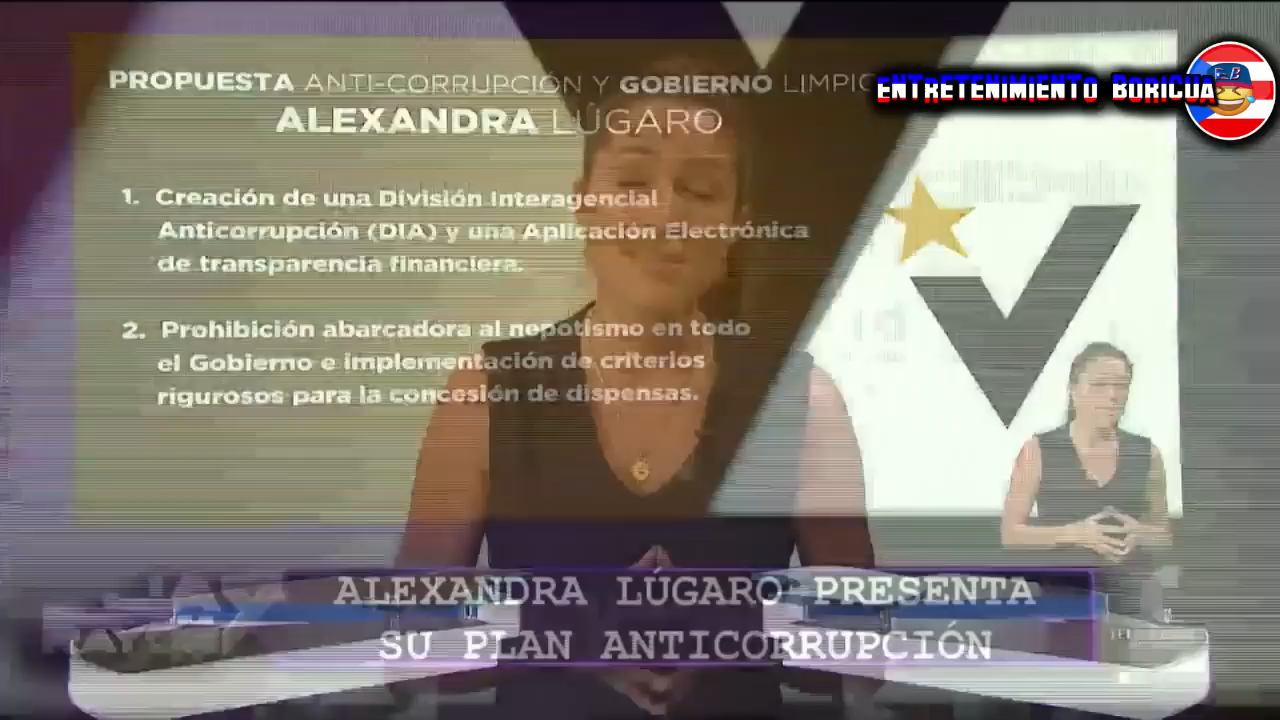 PROPUESTA ANTI-CORRUPCIÓN Y GOBIERNO LIMPIO
ENTRETENIMIENTO BORICUA
ALEXANDRA LÚGARO
1. Creación de una División Interagencial
Anticorrupción (DIA) y una Aplicación Electrónica
de transparencia financiera.
2. Prohibición abarcadora al nepotismo en todo
el Gobierno e implementación de criterios
rigurosos para la concesión de dispensas.
ALEXANDRA LÚGARO PRESENTA
SU PLAN ANTICORRUPCIÓN